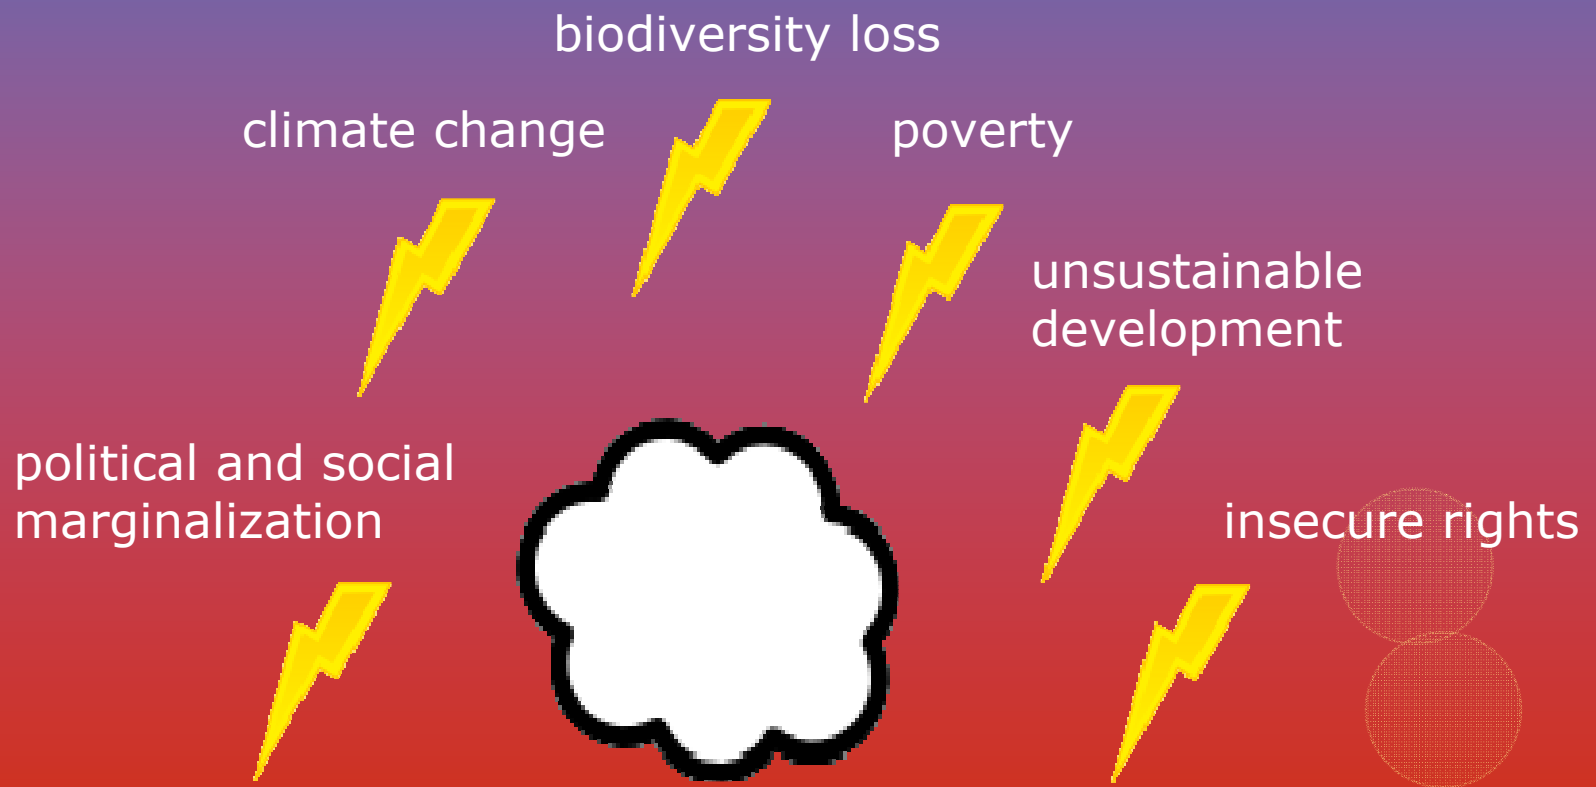 biodiversity loss
climate change
poverty
unsustainable
development
political and social
marginalization
insecure rights